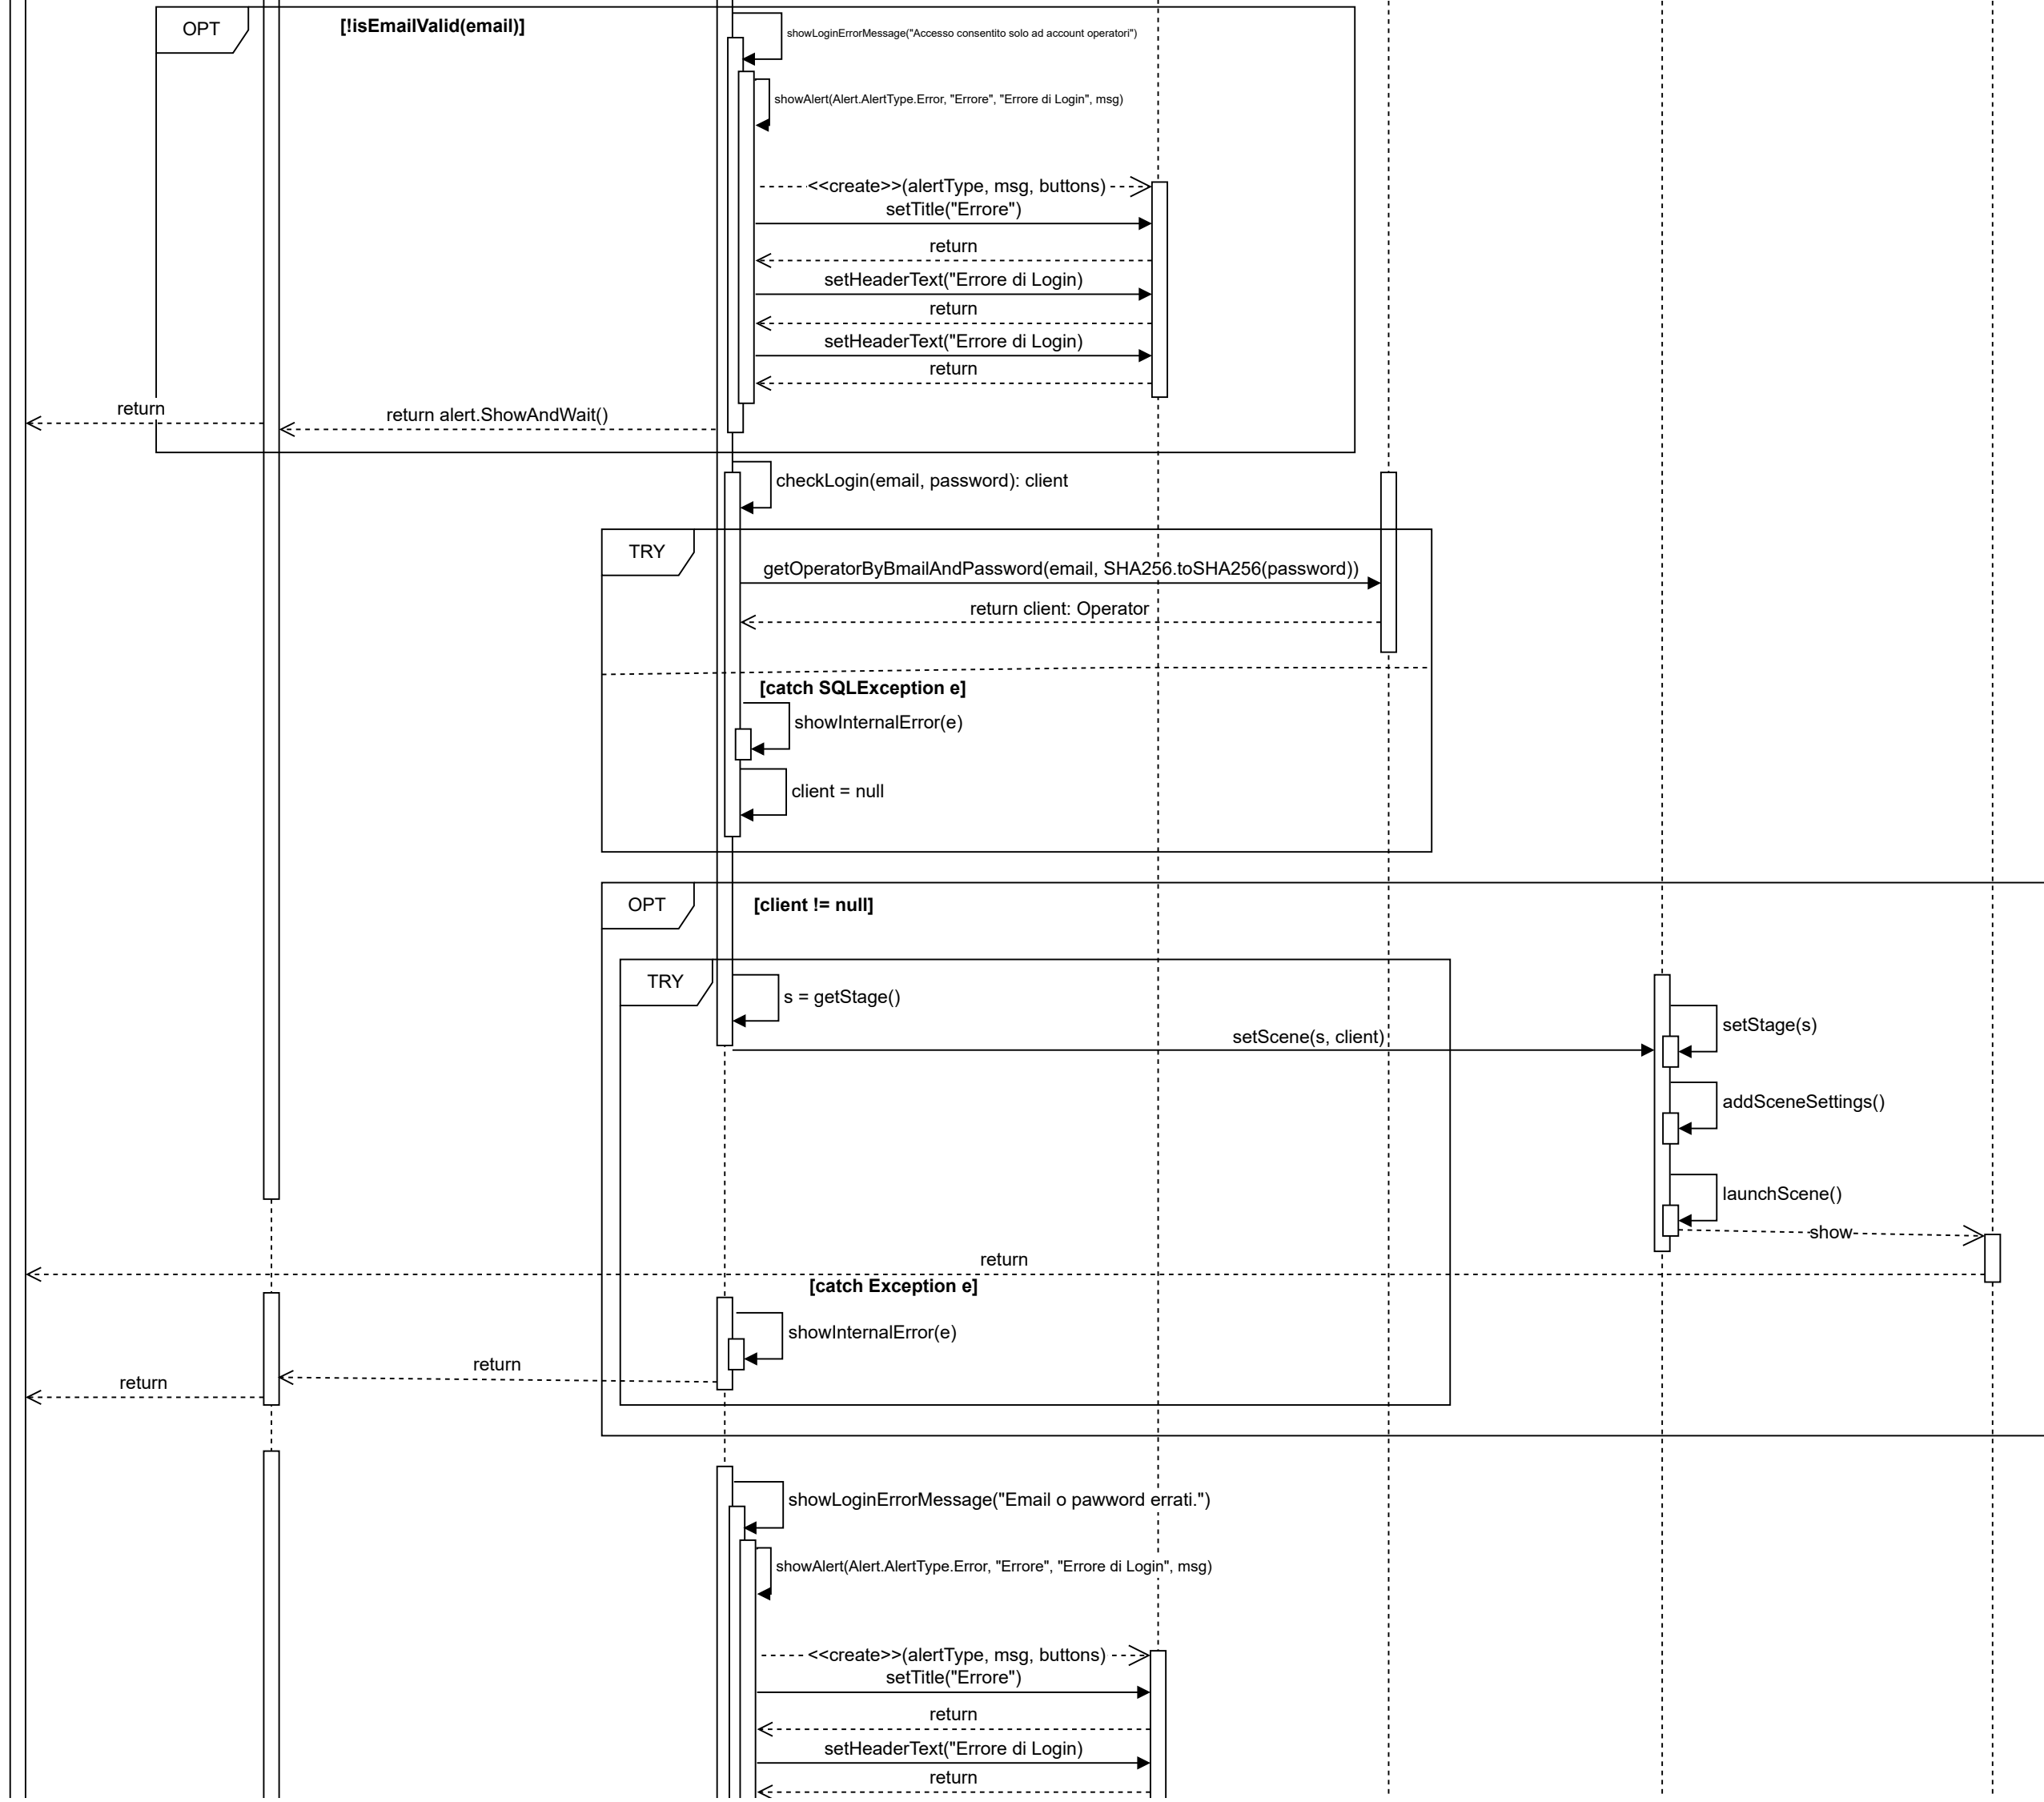 OPT
[!isEmailValid(email)]
showLoginErrorMessage("Accesso consentito solo ad account operatori")
showAlert(Alert.AlertType.Error, "Errore", "Errore di Login", msg)
<<create>>(alertType, msg, buttons)
setTitle("Errore")
return
setHeaderText("Errore di Login)
return
setHeaderText("Errore di Login)
return
return
return alert.ShowAndWait()
checkLogin(email, password): client
TRY
getOperatorByBmailAndPassword(email, SHA256.toSHA256(password))
return client: Operator
[catch SQLException e]
showInternalError(e)
client = null
OPT
[client != null]
TRY
s = getStage()
setScene(s, client)
setStage(s)
addSceneSettings()
launchScene()
show
return
[catch Exception e]
showInternalError(e)
return
return
showLoginErrorMessage("Email o pawword errati.")
showAlert(Alert.AlertType.Error, "Errore", "Errore di Login", msg)
<<create>>(alertType, msg, buttons)
setTitle("Errore")
return
setHeaderText("Errore di Login)
return